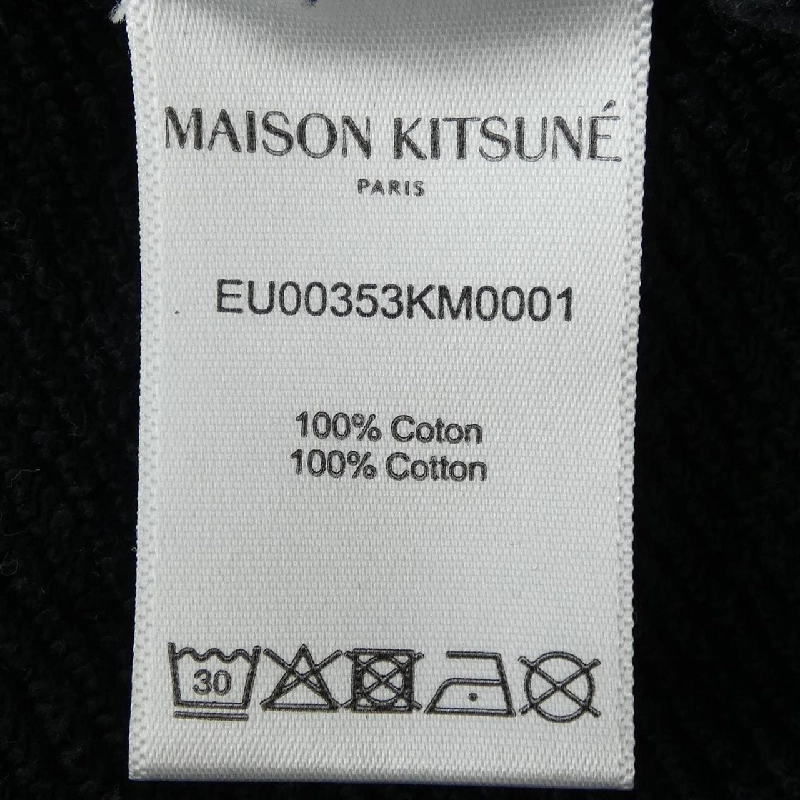 MAISON KITSUNÉ
PARIS
EU00353KM0001
100% Coton
100% Cotton
30